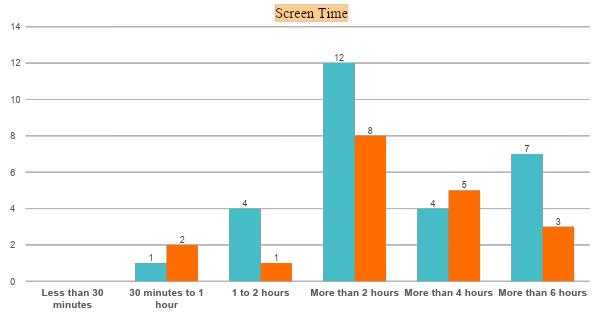 Screen Time
14
12
10
8
6
4
2
0
1
2
4
1
12
8
4
5
7
3
Less than 30
minutes
30 minutes to 1
hour
1 to 2 hours
More than 2 hours
More than 4 hours
More than 6 hours